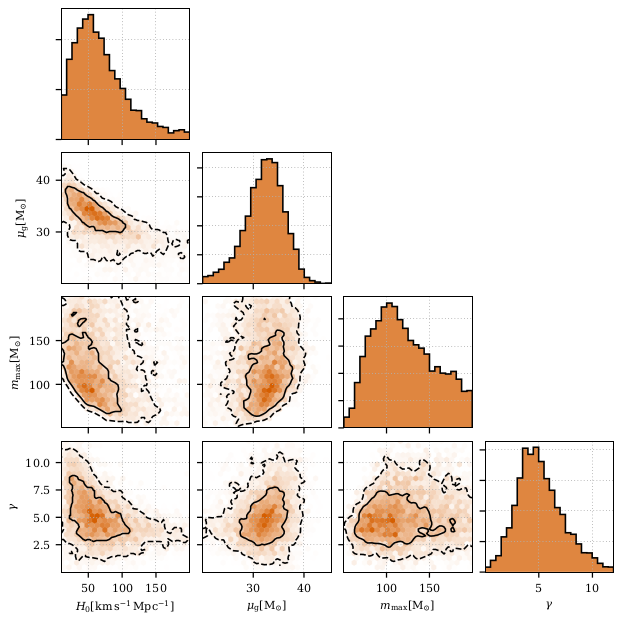 40
30
μg[M⊙]
150
100
mmax[M⊙]
10.0
7.5
5.0
2.5
γ
50 100 150
30 40
100 150
5 10
H₀[km s⁻¹ Mpc⁻¹]
μg[M⊙]
mmax[M⊙]
γ